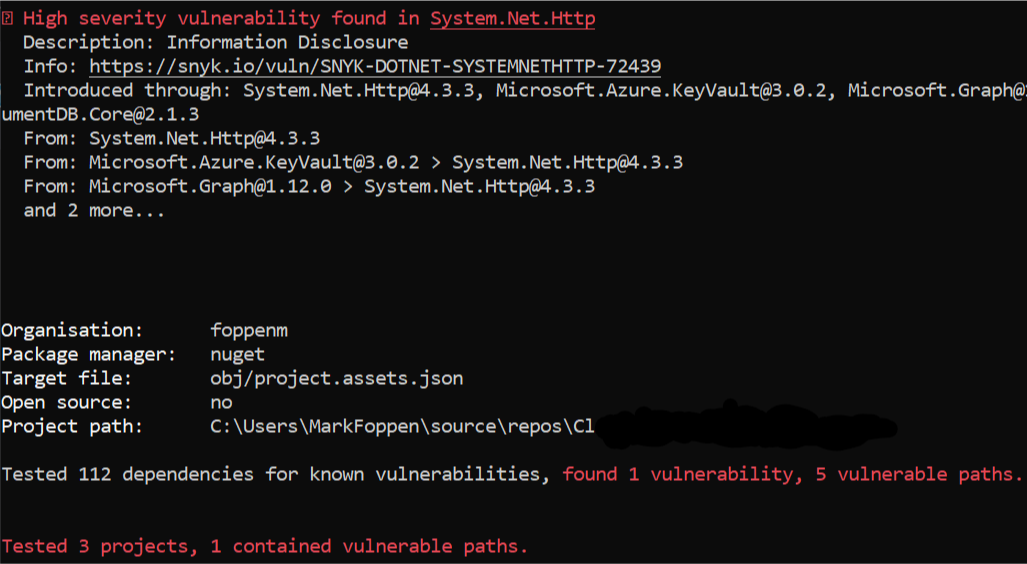 High severity vulnerability found in System.Net.Http
Description: Information Disclosure
Info: https://snyk.io/vuln/SNYK-DOTNET-SYSTEMNETHTTP-72439
Introduced through: System.Net.Http@4.3.3, Microsoft.Azure.KeyVault@3.0.2, Microsoft.Graph@
umentDB.Core@2.1.3
From: System.Net.Http@4.3.3
From: Microsoft.Azure.KeyVault@3.0.2 > System.Net.Http@4.3.3
From: Microsoft.Graph@1.12.0 > System.Net.Http@4.3.3
and 2 more...
Organisation: foppenm
Package manager: nuget
Target file: obj/project.assets.json
Open source: no
Project path: C:\Users\MarkFoppen\source\repos\Cl
Tested 112 dependencies for known vulnerabilities, found 1 vulnerability, 5 vulnerable paths.
Tested 3 projects, 1 contained vulnerable paths.